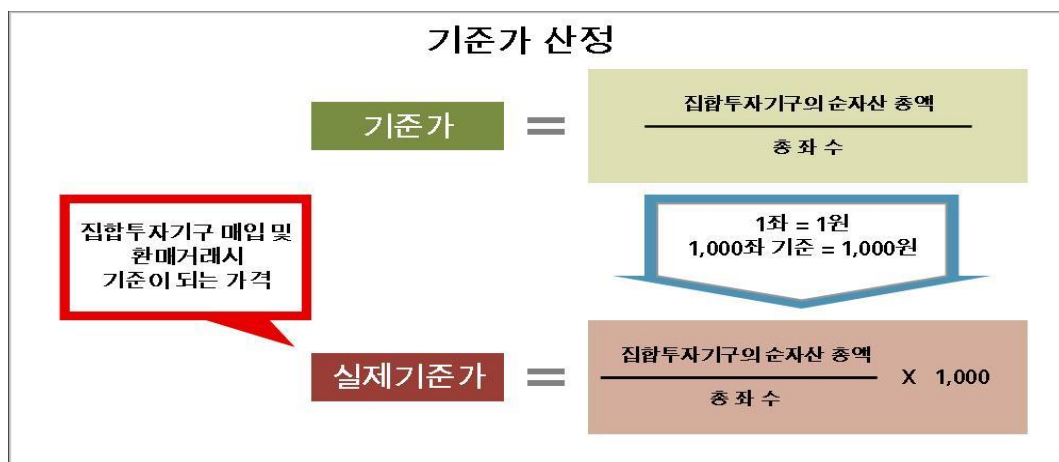 기준가 산정
기준가
=
집합투자기구의 순자산 총액
총 좌 수
집합투자기구 매입 및
환매거래시
기준이 되는 가격
1좌 = 1원
1,000좌 기준 = 1,000원
실제기준가
=
집합투자기구의 순자산 총액
총 좌 수
X 1,000